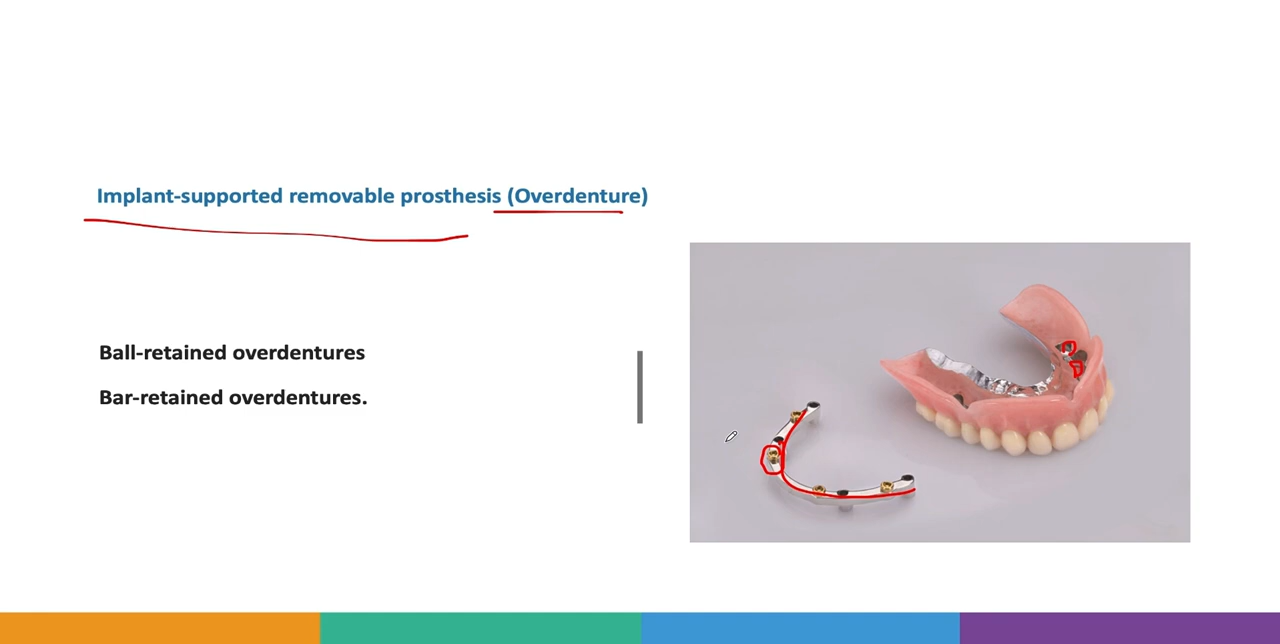 Implant-supported removable prosthesis (Overdenture)
Ball-retained overdentures
Bar-retained overdentures.